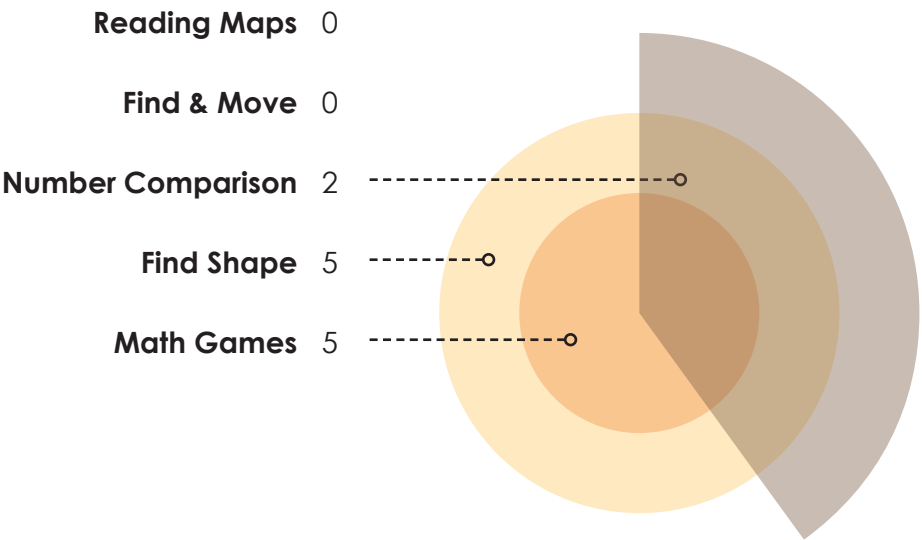 Reading Maps 0
Find & Move 0
Number Comparison 2
Find Shape 5
Math Games 5